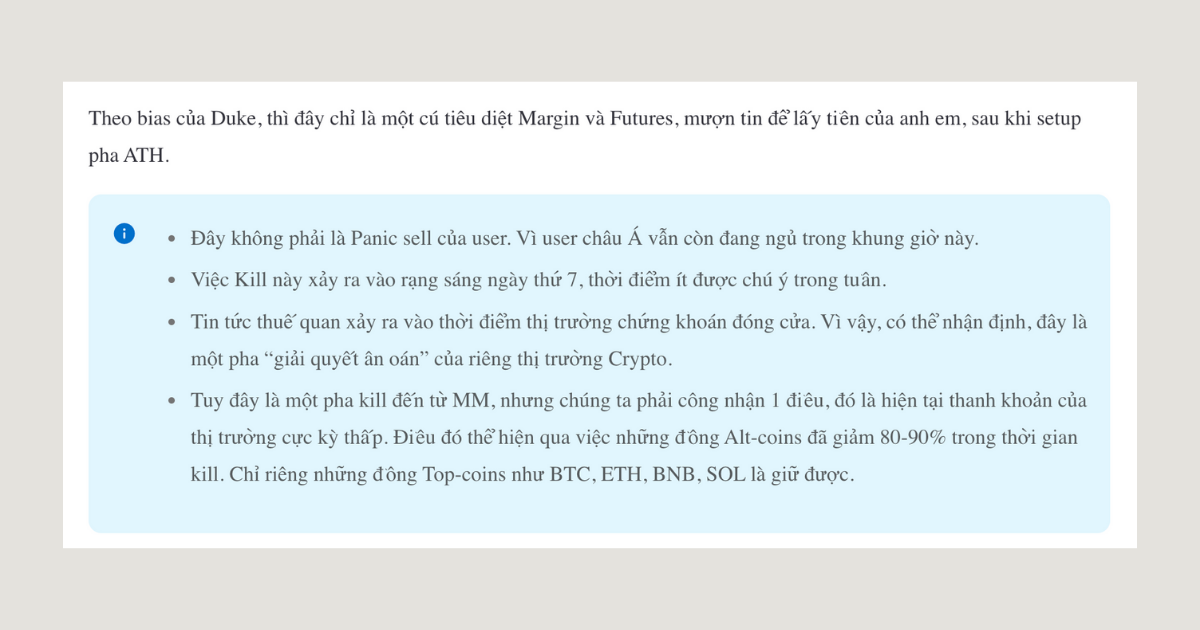 Theo bias của Duke, thì đây chỉ là một cú tiêu diệt Margin và Futures, mượn tin để lấy tiền của anh em, sau khi setup
pha ATH.
• Đây không phải là Panic sell của user. Vì user châu Á vẫn còn đang ngủ trong khung giờ này.
• Việc Kill này xảy ra vào rạng sáng ngày thứ 7, thời điểm ít được chú ý trong tuần.
• Tin tức thuế quan xảy ra vào thời điểm thị trường chứng khoán đóng cửa. Vì vậy, có thể nhận định, đây là
một pha “giải quyết ân oán” của riêng thị trường Crypto.
• Tuy đây là một pha kill đến từ MM, nhưng chúng ta phải công nhận 1 điều, đó là hiện tại thanh khoản của
thị trường cực kỳ thấp. Điều đó thể hiện qua việc những đồng Alt-coins đã giảm 80-90% trong thời gian
kill. Chỉ riêng những đồng Top-coins như BTC, ETH, BNB, SOL là giữ được.